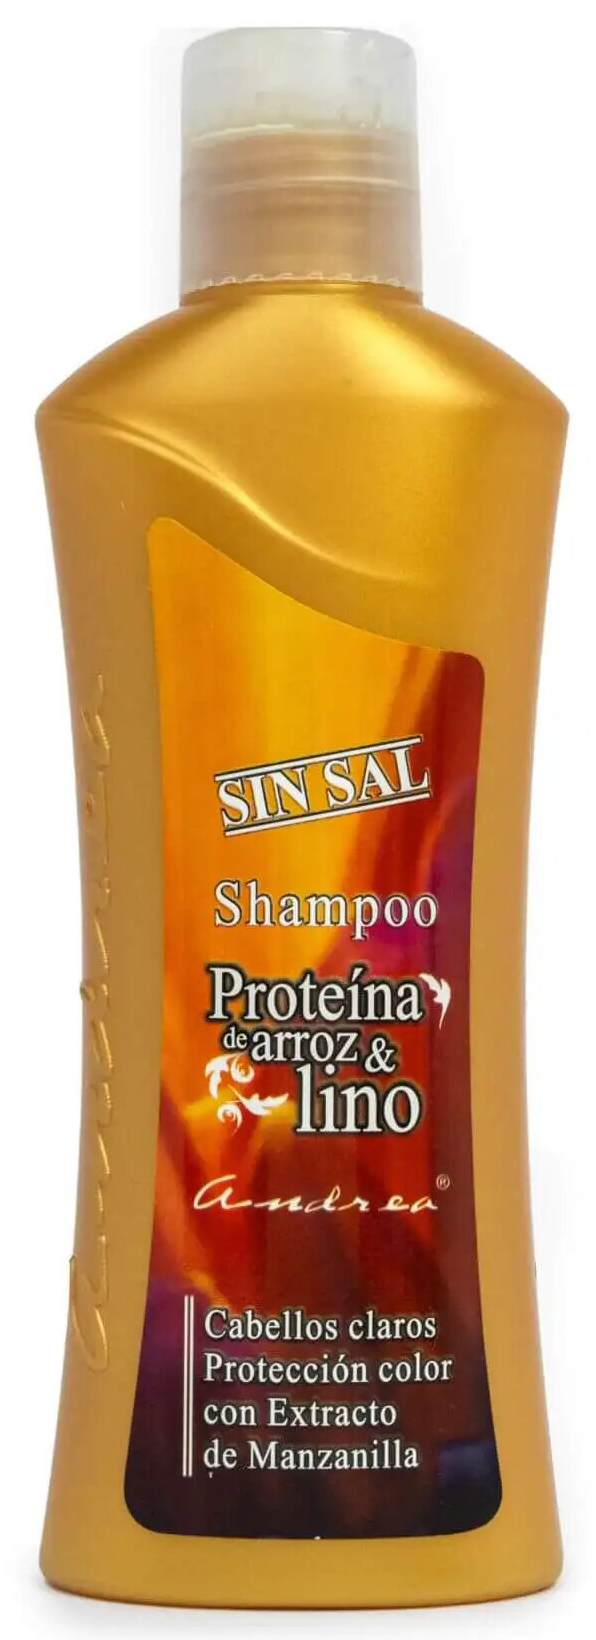 SIN SAL
Shampoo
Proteína
de arroz &
lino
Andrea®
Cabellos claros
Protección color
con Extracto
de Manzanilla